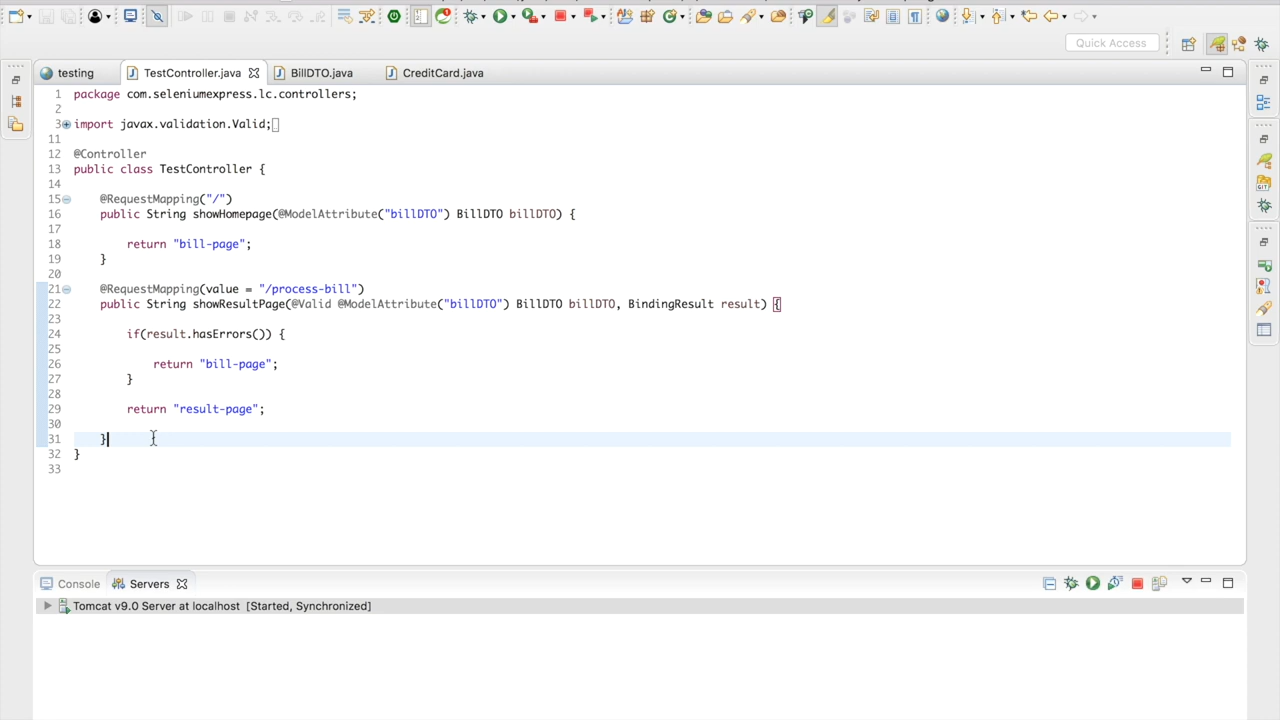 Quick Access
testing TestController.java BillDTO.java CreditCard.java
1 package com.seleniumexpress.lc.controllers;
2
3 import javax.validation.Valid;
11
12 @Controller
13 public class TestController {
14
15 @RequestMapping("/")
16 public String showHomepage(@ModelAttribute("billDTO") BillDTO billDTO) {
17
18 return "bill-page";
19 }
20
21 @RequestMapping(value = "/process-bill")
22 public String showResultPage(@Valid @ModelAttribute("billDTO") BillDTO billDTO, BindingResult result) {
23
24 if(result.hasErrors()) {
25
26 return "bill-page";
27 }
28
29 return "result-page";
30
31 }
32 }
33
Console Servers
Tomcat v9.0 Server at localhost [Started, Synchronized]